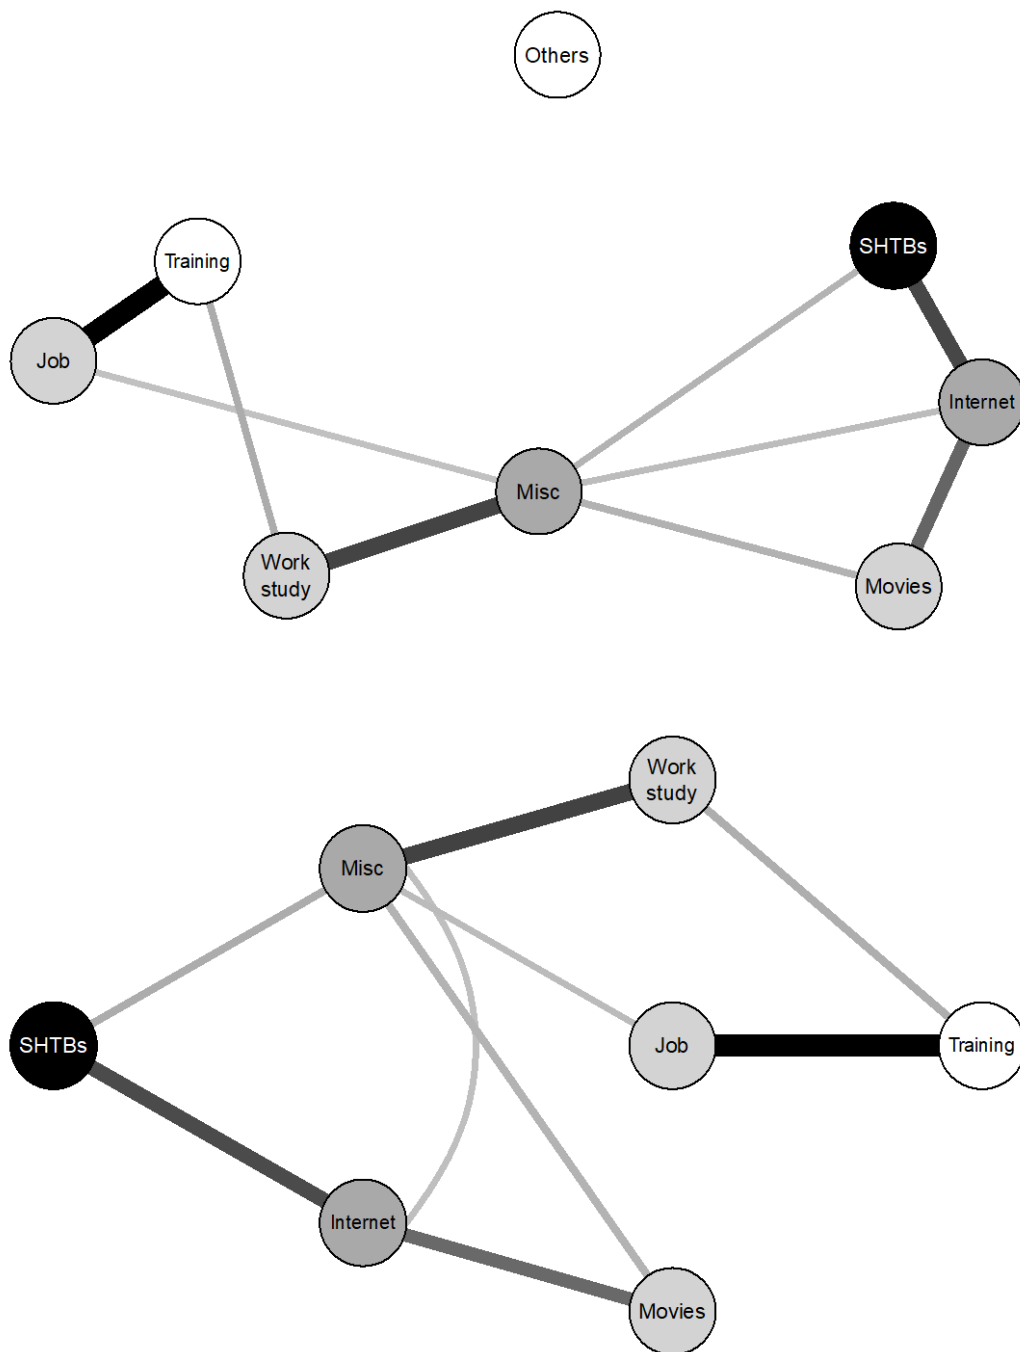 Others
SHTBs
Training
Job
Internet
Misc
Work
study
Movies
Work
study
Misc
SHTBs
Job
Training
Internet
Movies